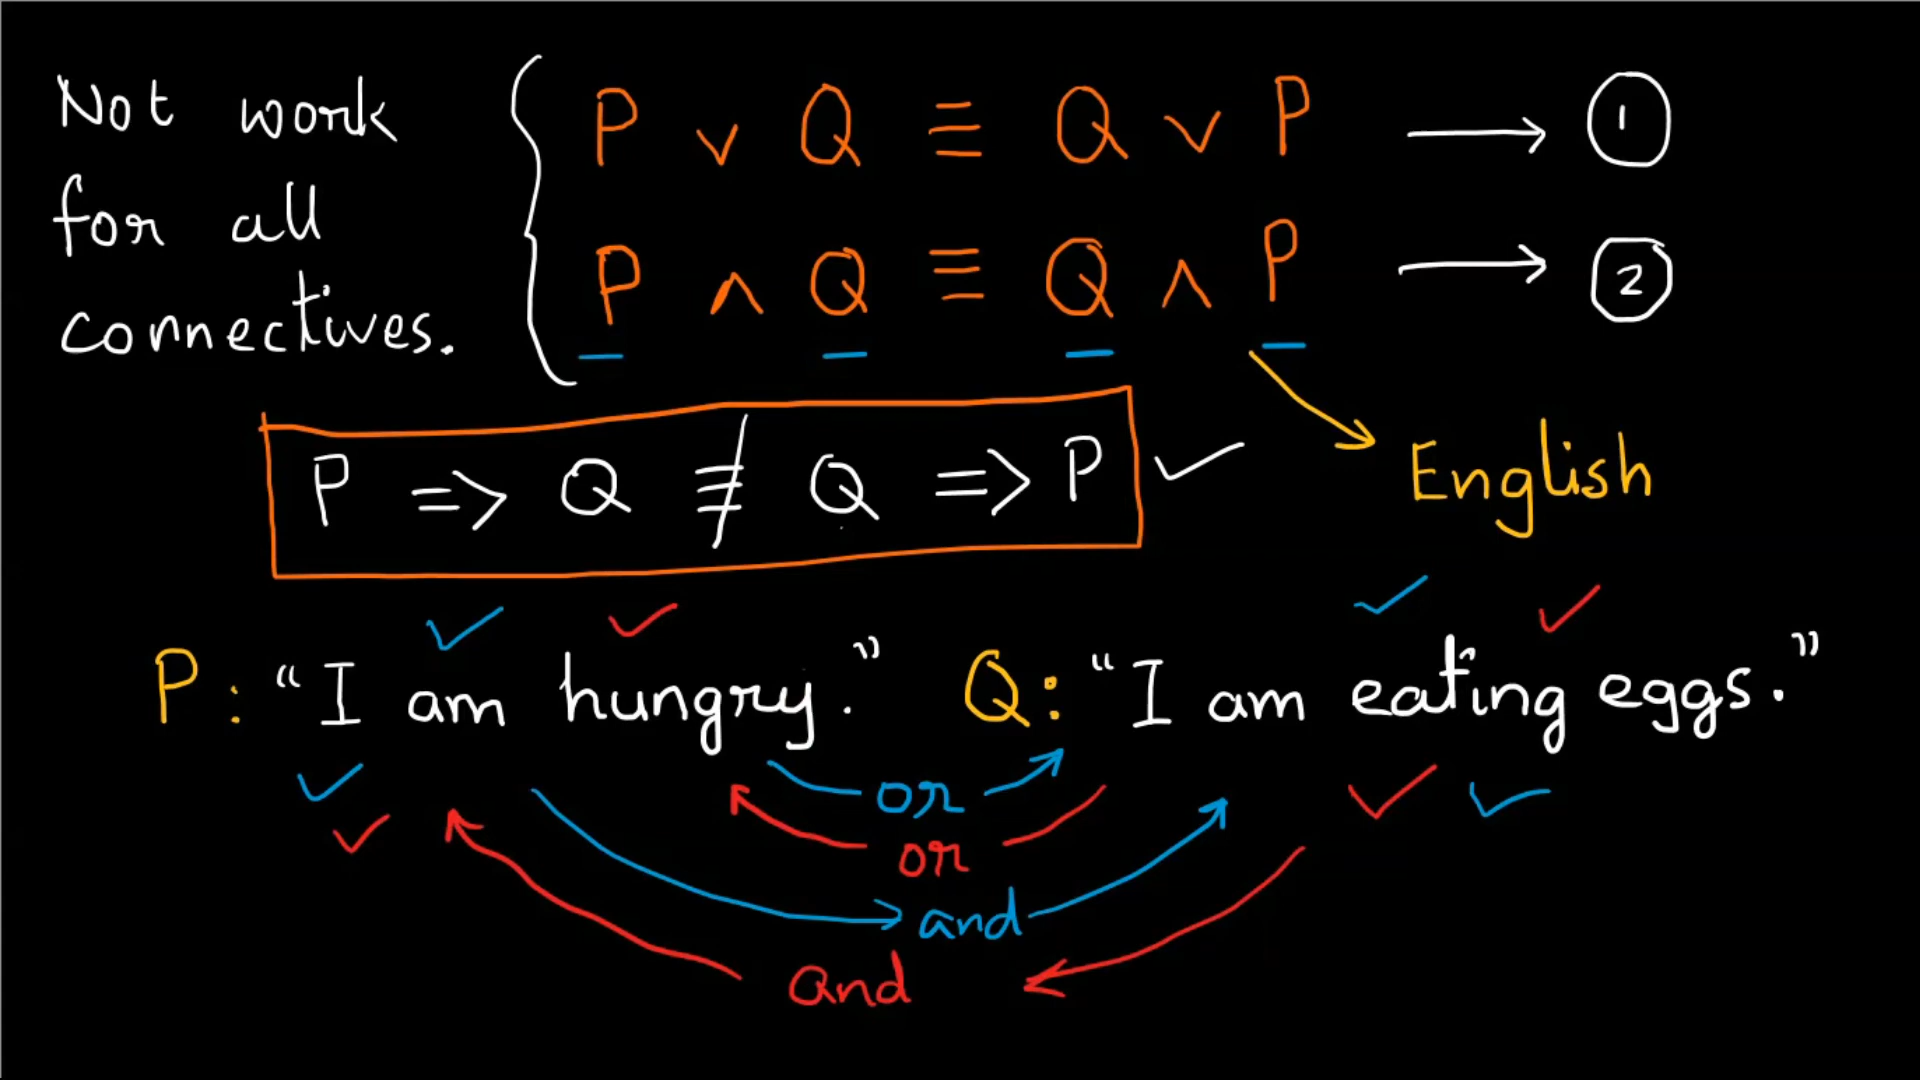 Not work
for all
connectives.
P ∨ Q ≡ Q ∨ P → 1
P ∧ Q ≡ Q ∧ P → 2
P => Q ≢ Q => P ✓
English
P: “I am hungry.” Q: “I am eating eggs.”
or
or
and
and